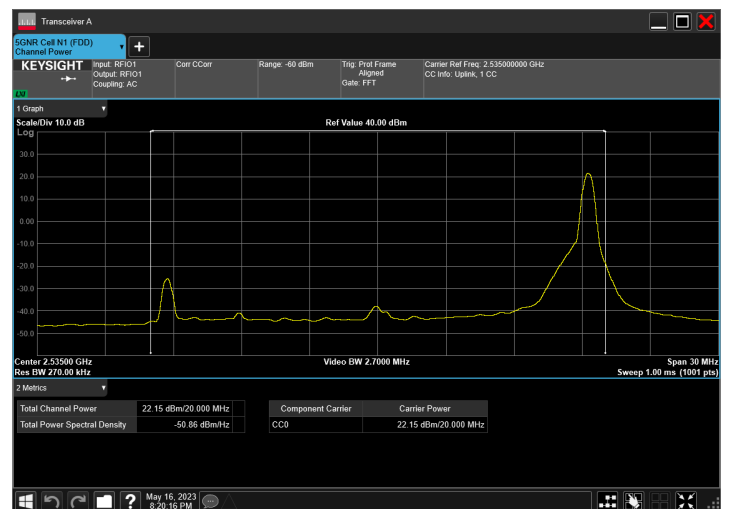 Transceiver A
5GNR Cell N1 (FDD)
Channel Power
+
KEYSIGHT
LXI
Input: RFIO1
Output: RFIO1
Coupling: AC
Corr CCorr
Range: -60 dBm
Trig: Prot Frame
Aligned
Gate: FFT
Carrier Ref Freq: 2.535000000 GHz
CC Info: Uplink, 1 CC
1 Graph
Scale/Div 10.0 dB
Ref Value 40.00 dBm
Log
30.0
20.0
10.0
0.00
-10.0
-20.0
-30.0
-40.0
-50.0
Center 2.53500 GHz
Video BW 2.7000 MHz
Span 30 MHz
Res BW 270.00 kHz
Sweep 1.00 ms (1001 pts)
2 Metrics
Total Channel Power 22.15 dBm/20.000 MHz
Total Power Spectral Density -50.86 dBm/Hz
Component Carrier Carrier Power
CC0 22.15 dBm/20.000 MHz
?
May 16, 2023
8:20:16 PM